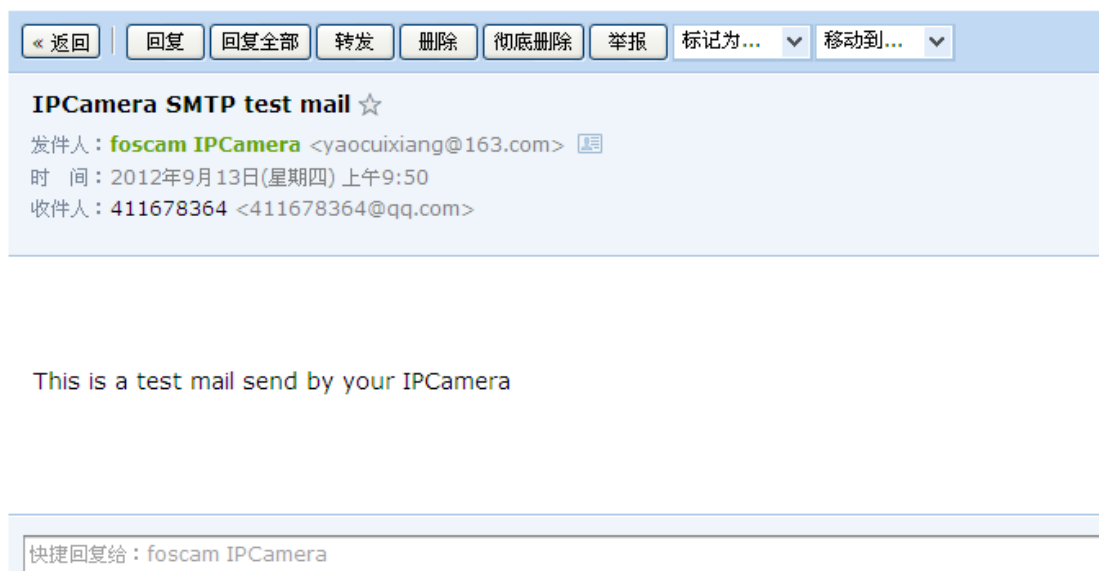 « 返回 回复 回复全部 转发 删除 彻底删除 举报 标记为... 移动到...
IPCamera SMTP test mail ☆
发件人：foscam IPCamera <yaocuixiang@163.com>
时 间：2012年9月13日(星期四) 上午9:50
收件人：411678364 <411678364@qq.com>
This is a test mail send by your IPCamera
快捷回复给：foscam IPCamera